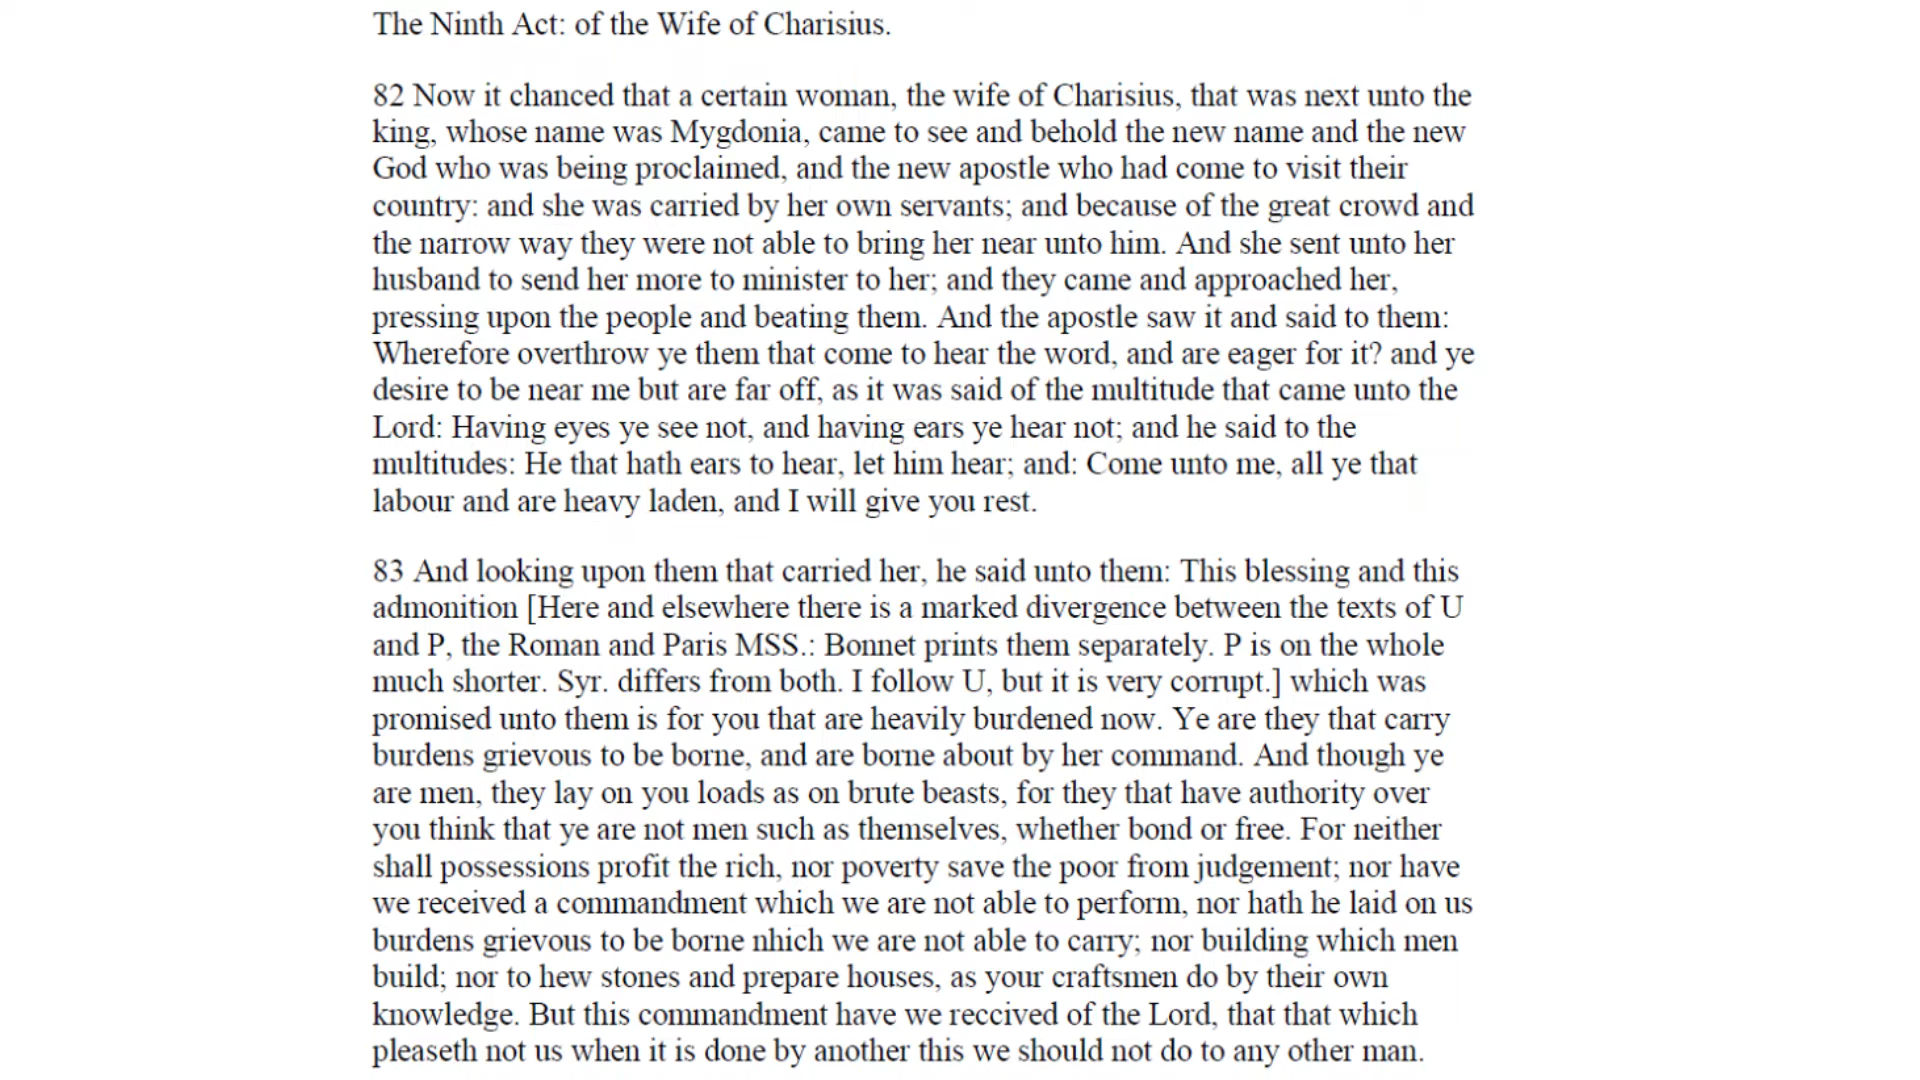 The Ninth Act: of the Wife of Charisius.
82 Now it chanced that a certain woman, the wife of Charisius, that was next unto the
king, whose name was Mygdonia, came to see and behold the new name and the new
God who was being proclaimed, and the new apostle who had come to visit their
country: and she was carried by her own servants; and because of the great crowd and
the narrow way they were not able to bring her near unto him. And she sent unto her
husband to send her more to minister to her; and they came and approached her,
pressing upon the people and beating them. And the apostle saw it and said to them:
Wherefore overthrow ye them that come to hear the word, and are eager for it? and ye
desire to be near me but are far off, as it was said of the multitude that came unto the
Lord: Having eyes ye see not, and having ears ye hear not; and he said to the
multitudes: He that hath ears to hear, let him hear; and: Come unto me, all ye that
labour and are heavy laden, and I will give you rest.
83 And looking upon them that carried her, he said unto them: This blessing and this
admonition [Here and elsewhere there is a marked divergence between the texts of U
and P, the Roman and Paris MSS.: Bonnet prints them separately. P is on the whole
much shorter. Syr. differs from both. I follow U, but it is very corrupt.] which was
promised unto them is for you that are heavily burdened now. Ye are they that carry
burdens grievous to be borne, and are borne about by her command. And though ye
are men, they lay on you loads as on brute beasts, for they that have authority over
you think that ye are not men such as themselves, whether bond or free. For neither
shall possessions profit the rich, nor poverty save the poor from judgement; nor have
we received a commandment which we are not able to perform, nor hath he laid on us
burdens grievous to be borne nhich we are not able to carry; nor building which men
build; nor to hew stones and prepare houses, as your craftsmen do by their own
knowledge. But this commandment have we reccived of the Lord, that that which
pleaseth not us when it is done by another this we should not do to any other man.